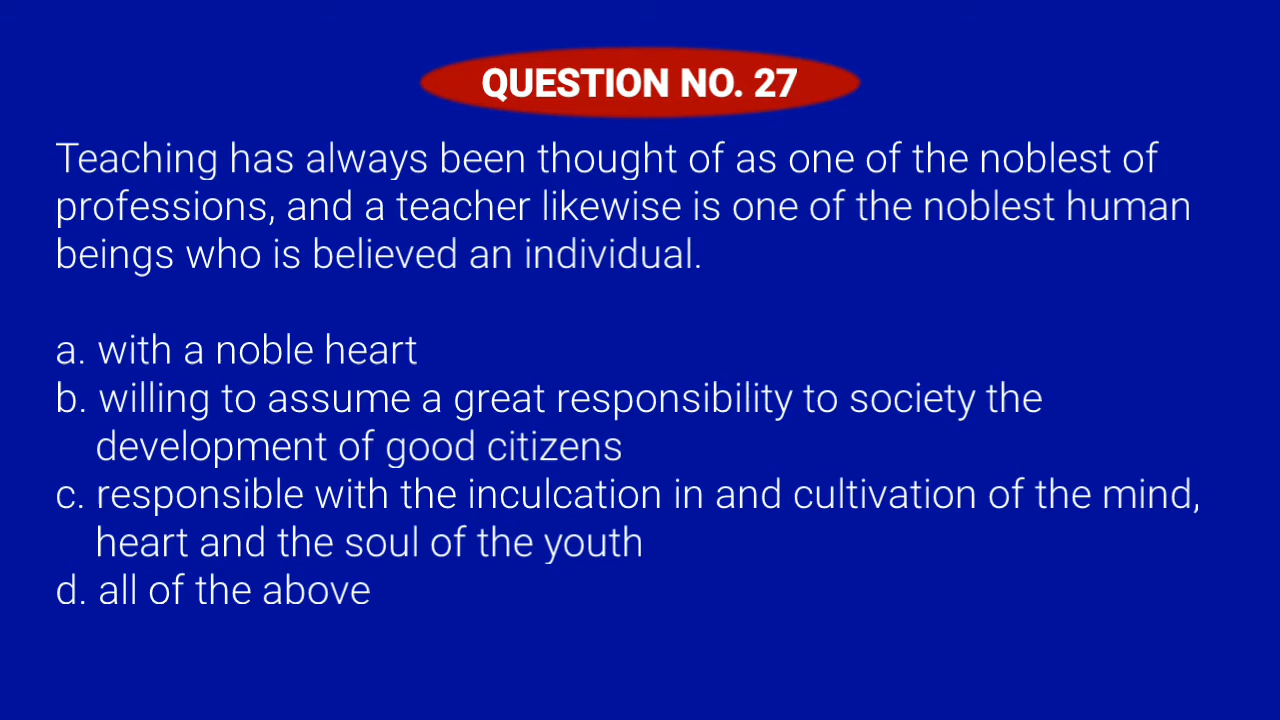 QUESTION NO. 27
Teaching has always been thought of as one of the noblest of
professions, and a teacher likewise is one of the noblest human
beings who is believed an individual.
a. with a noble heart
b. willing to assume a great responsibility to society the
development of good citizens
c. responsible with the inculcation in and cultivation of the mind,
heart and the soul of the youth
d. all of the above